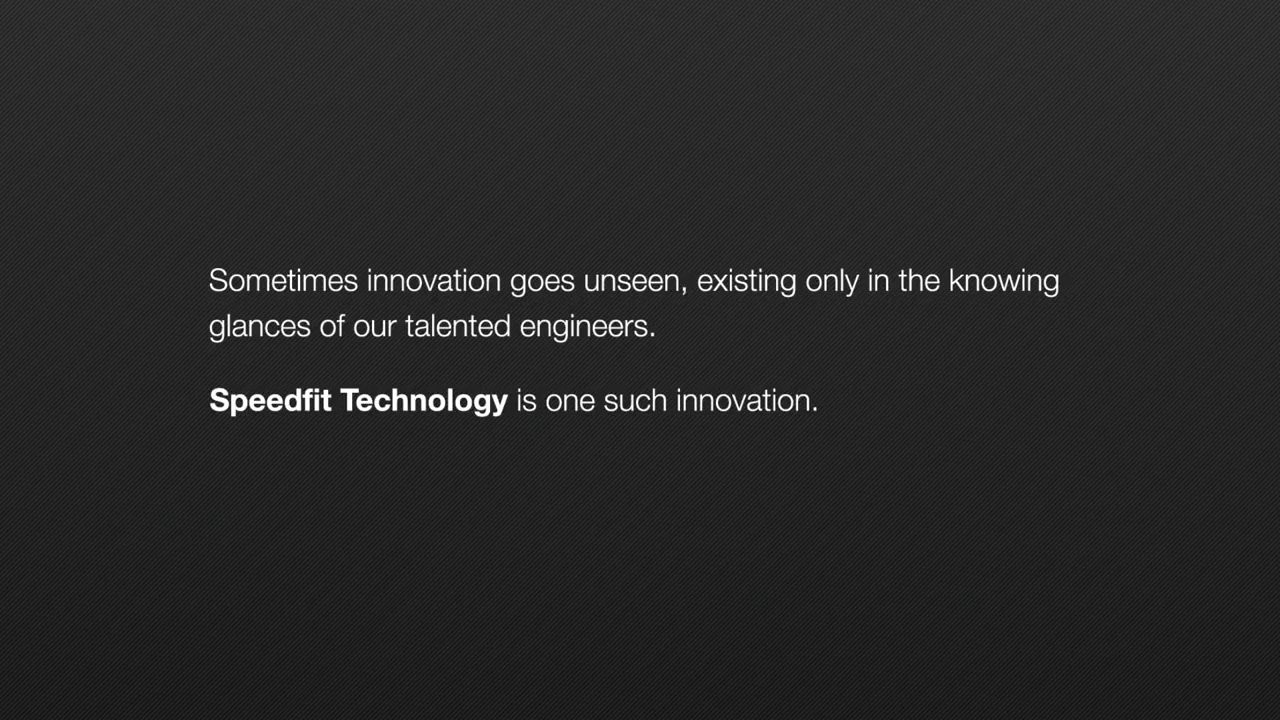 Sometimes innovation goes unseen, existing only in the knowing
glances of our talented engineers.
Speedfit Technology is one such innovation.